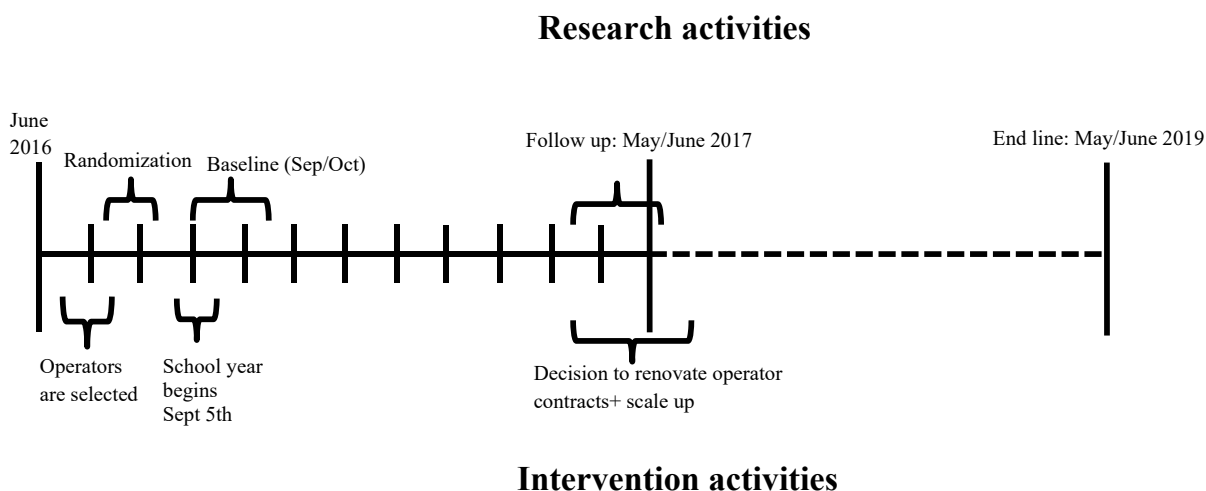 Research activities
June
2016
Randomization
Baseline (Sep/Oct)
Follow up: May/June 2017
End line: May/June 2019
Operators
are selected
School year
begins
Sept 5th
Decision to renovate operator
contracts+ scale up
Intervention activities